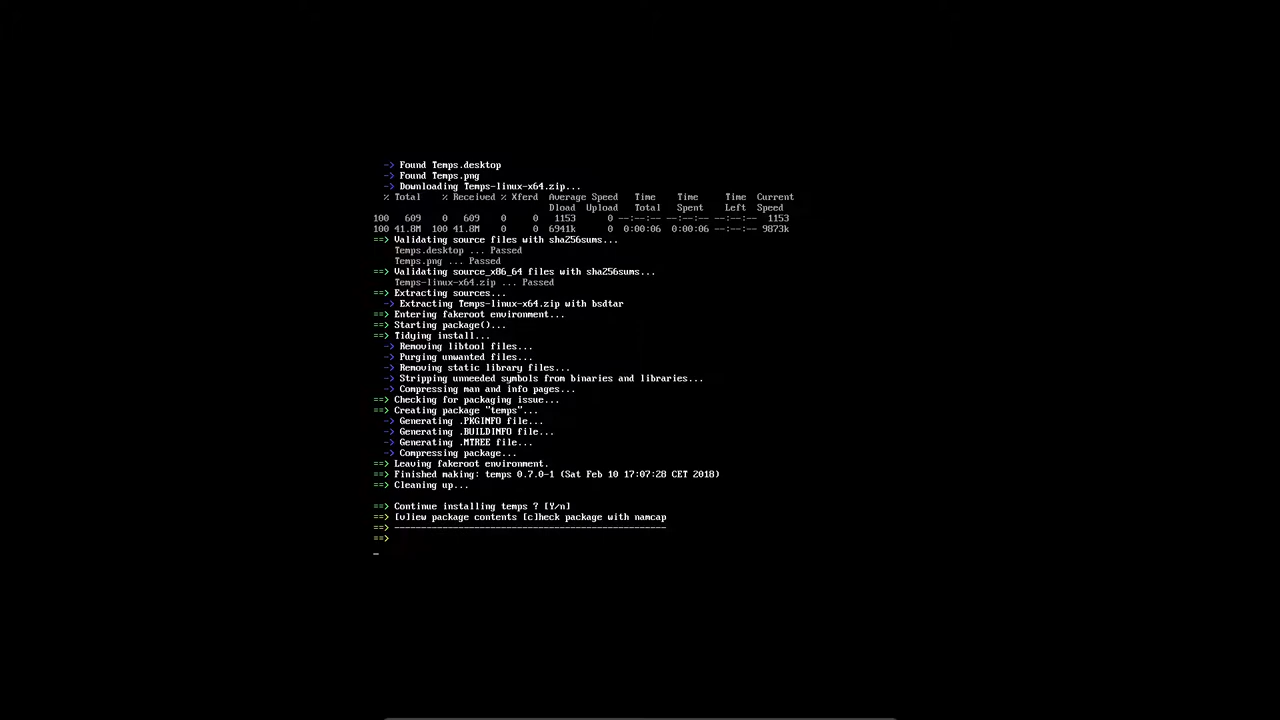 -> Found Temps.desktop
-> Found Temps.png
-> Downloading Temps-linux-x64.zip...
% Total % Received % Xferd Average Speed Time Time Time Current
Dload Upload Total Spent Left Speed
100 609 0 609 0 0 1153 0 --:--:-- --:--:-- --:--:-- 1153
100 41.8M 100 41.8M 0 0 6941k 0 0:00:06 0:00:06 --:--:-- 9873k
==> Validating source files with sha256sums...
Temps.desktop ... Passed
Temps.png ... Passed
==> Validating source_x86_64 files with sha256sums...
Temps-linux-x64.zip ... Passed
==> Extracting sources...
-> Extracting Temps-linux-x64.zip with bsdtar
==> Entering fakeroot environment...
==> Starting package()...
==> Tidying install...
-> Removing libtool files...
-> Purging unwanted files...
-> Removing static library files...
-> Stripping unneeded symbols from binaries and libraries...
-> Compressing man and info pages...
==> Checking for packaging issue...
==> Creating package "temps"...
-> Generating .PKGINFO file...
-> Generating .BUILDINFO file...
-> Generating .MTREE file...
-> Compressing package...
==> Leaving fakeroot environment.
==> Finished making: temps 0.7.0-1 (Sat Feb 10 17:07:28 CET 2018)
==> Cleaning up...
==> Continue installing temps ? [Y/n]
==> [v]iew package contents [c]heck package with namcap
==> ---------------------------------------------------
==>
_